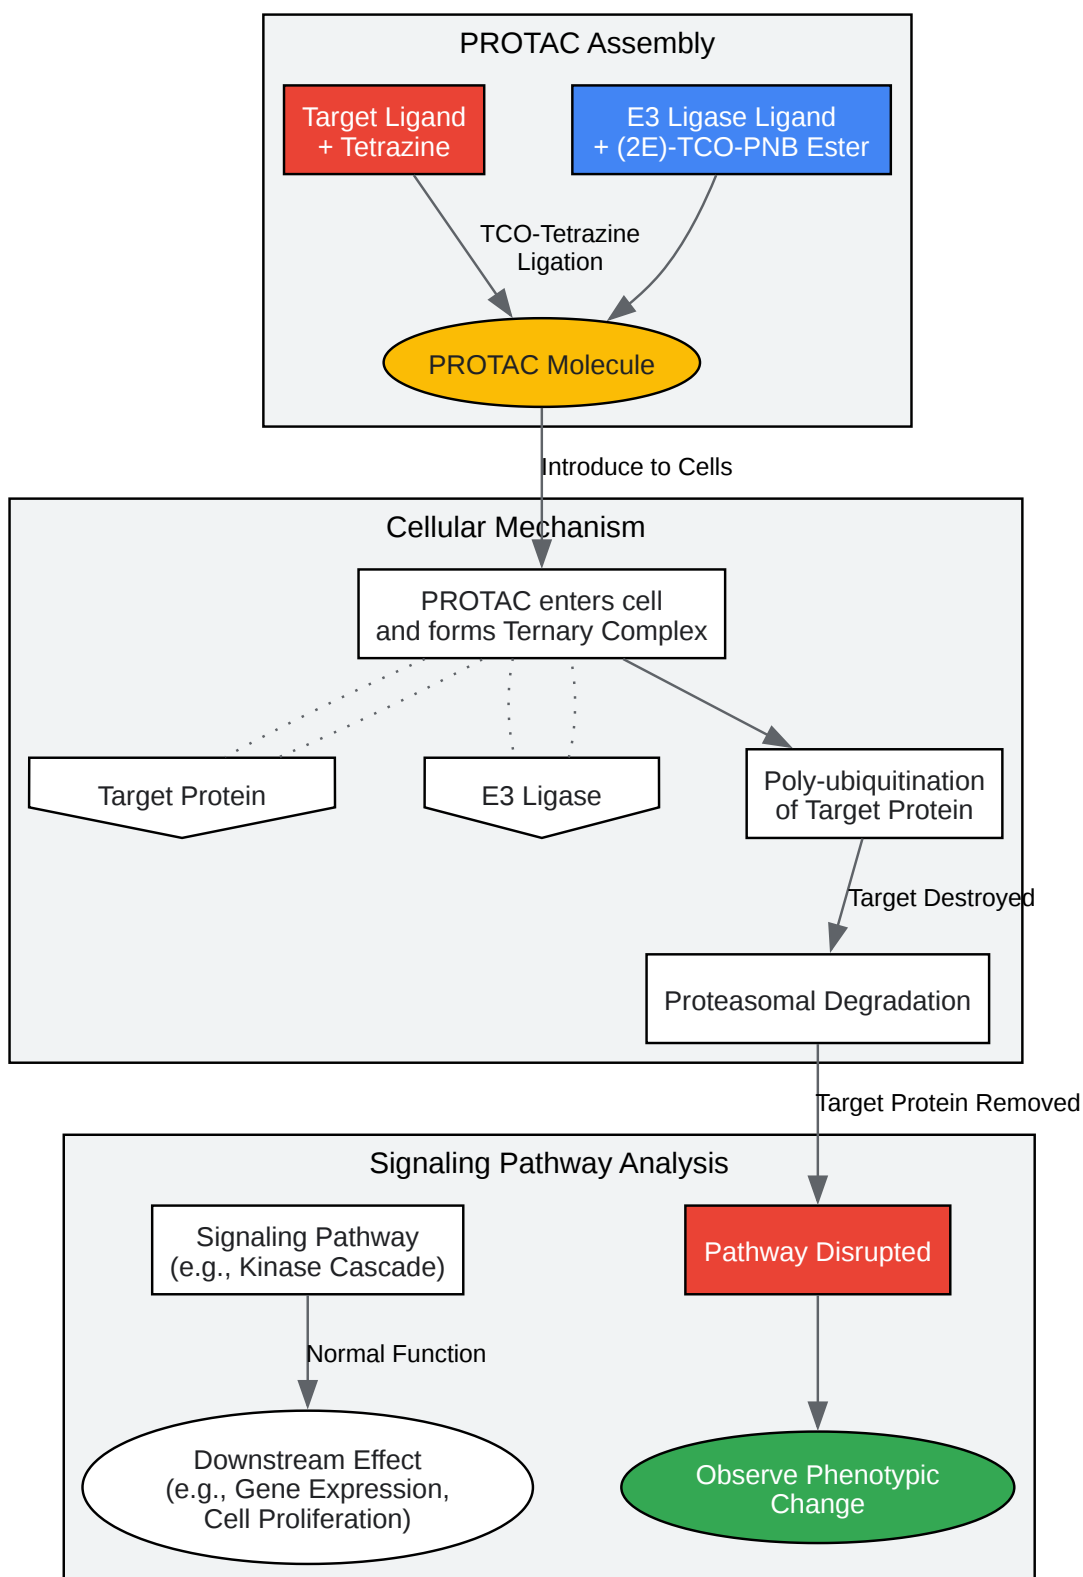 PROTAC Assembly
Target Ligand
+ Tetrazine
E3 Ligase Ligand
+ (2E)-TCO-PNB Ester
TCO-Tetrazine
Ligation
PROTAC Molecule
Introduce to Cells
Cellular Mechanism
PROTAC enters cell
and forms Ternary Complex
Target Protein
E3 Ligase
Poly-ubiquitination
of Target Protein
Target Destroyed
Proteasomal Degradation
Target Protein Removed
Signaling Pathway Analysis
Signaling Pathway
(e.g., Kinase Cascade)
Pathway Disrupted
Normal Function
Downstream Effect
(e.g., Gene Expression,
Cell Proliferation)
Observe Phenotypic
Change